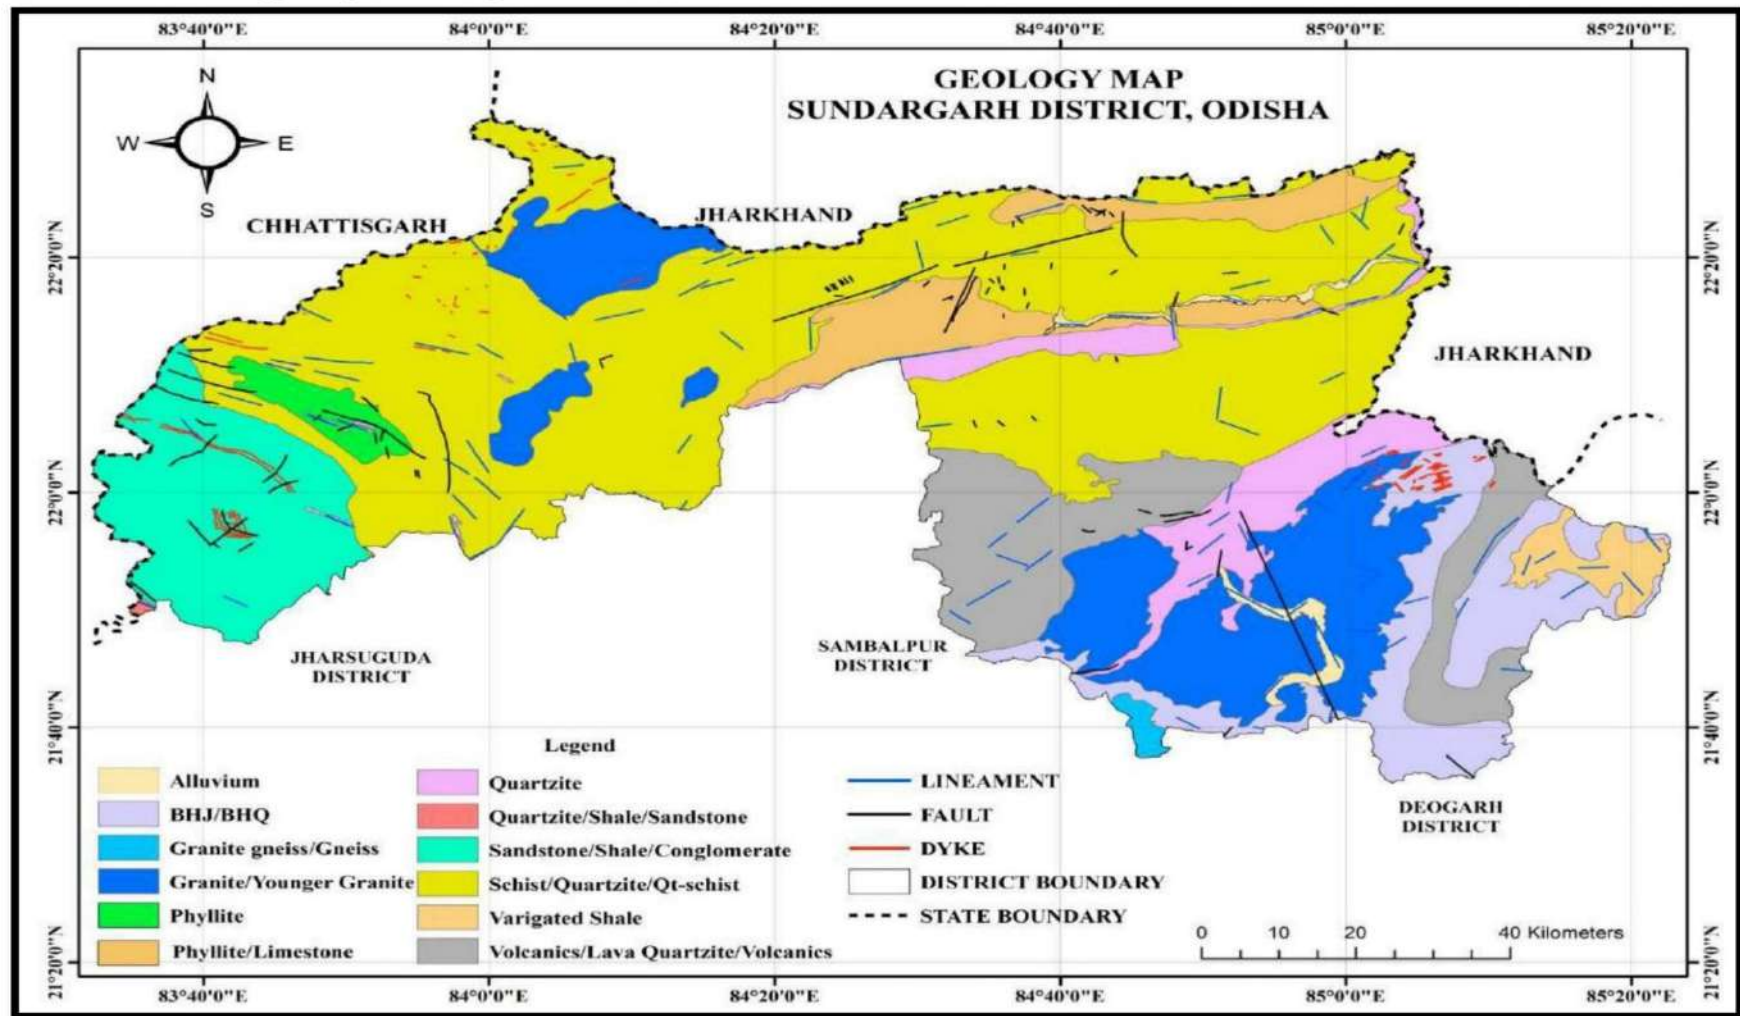 83°40'0"E 84°0'0"E 84°20'0"E 84°40'0"E 85°0'0"E 85°20'0"E
GEOLOGY MAP
SUNDARGARH DISTRICT, ODISHA
N
W E
S
CHHATTISGARH
JHARKHAND
22°20'0"N 22°20'0"N
JHARKHAND
22°0'0"N 22°0'0"N
JHARSUGUDA
DISTRICT
SAMBALPUR
DISTRICT
21°40'0"N 21°40'0"N
DEOGARH
DISTRICT
Legend
Alluvium
BHJ/BHQ
Granite gneiss/Gneiss
Granite/Younger Granite
Phyllite
Phyllite/Limestone
Quartzite
Quartzite/Shale/Sandstone
Sandstone/Shale/Conglomerate
Schist/Quartzite/Qt-schist
Varigated Shale
Volcanics/Lava Quartzite/Volcanics
LINEAMENT
FAULT
DYKE
DISTRICT BOUNDARY
STATE BOUNDARY
0 10 20 40 Kilometers
21°20'0"N 21°20'0"N
83°40'0"E 84°0'0"E 84°20'0"E 84°40'0"E 85°0'0"E 85°20'0"E